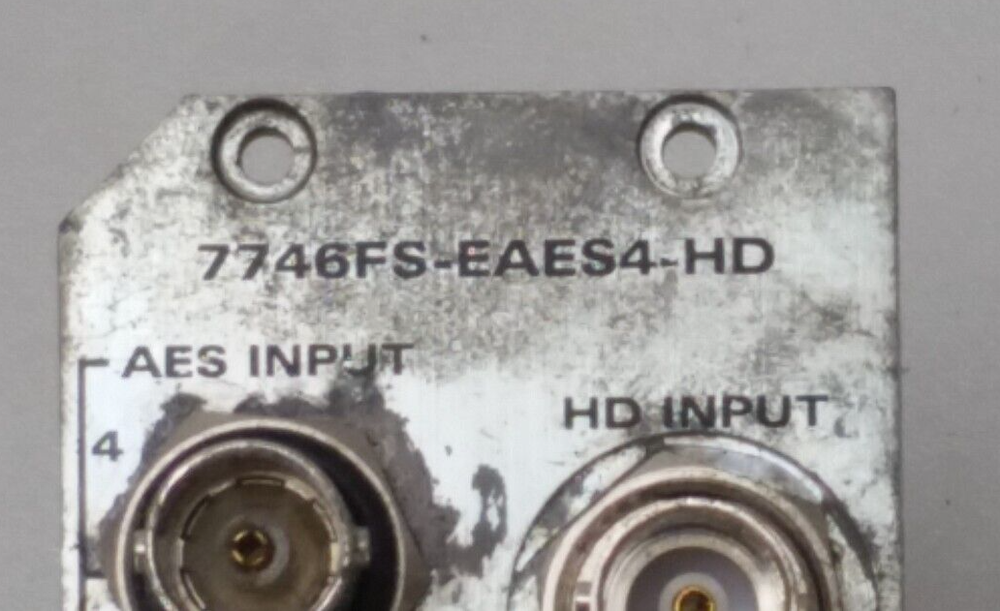 7746FS-EAES4-HD
AES INPUT
HD INPUT
4